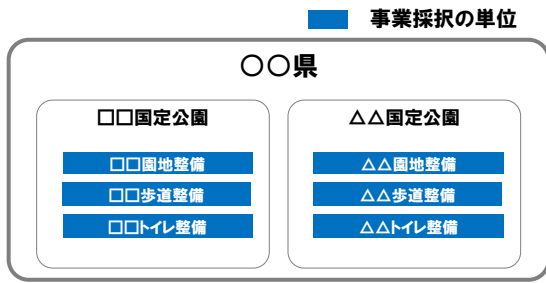 事業採択の単位
〇〇県
□□国定公園
□□園地整備
□□歩道整備
□□トイレ整備
△△国定公園
△△園地整備
△△歩道整備
△△トイレ整備